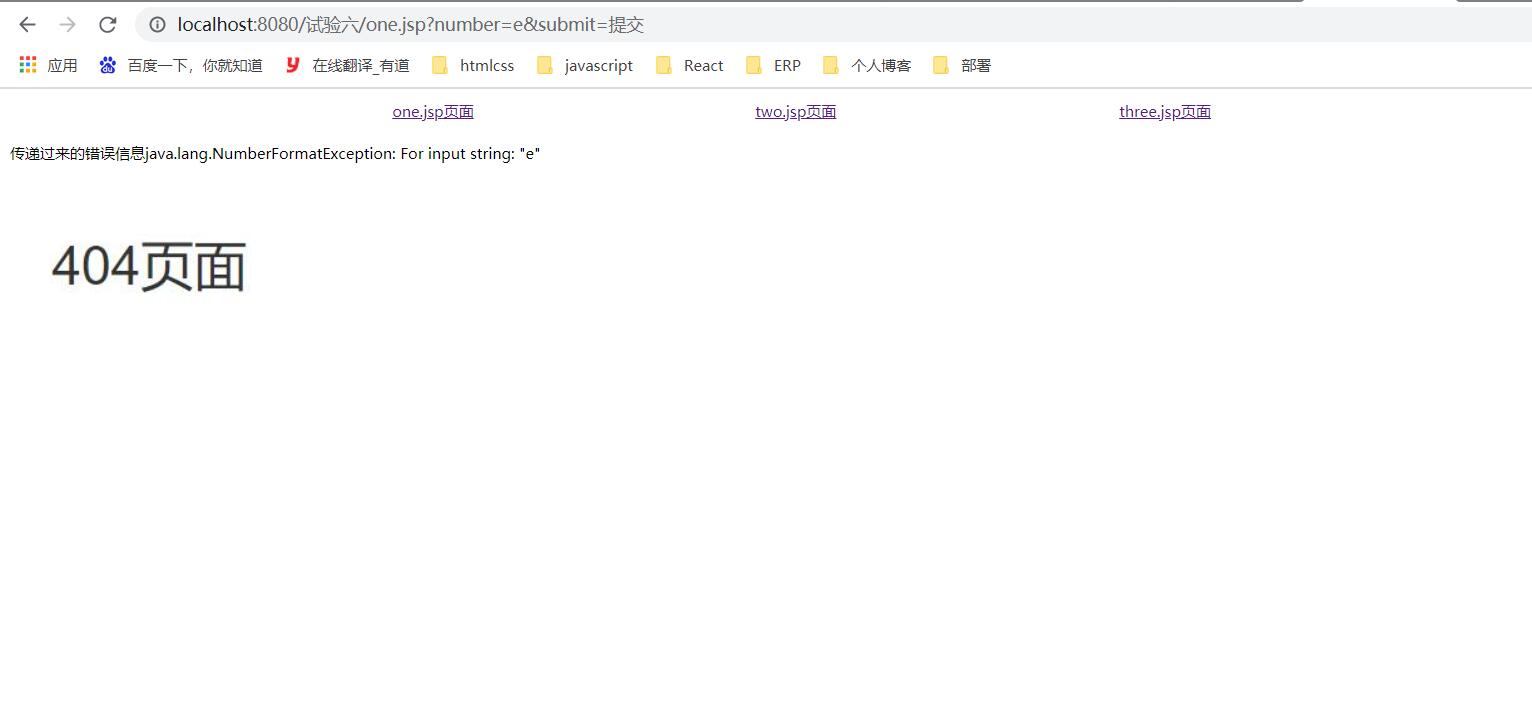 localhost:8080/试验六/one.jsp?number=e&submit=提交
应用 百度一下，你就知道 在线翻译_有道 htmlcss javascript React ERP 个人博客 部署
one.jsp页面 two.jsp页面 three.jsp页面
传递过来的错误信息java.lang.NumberFormatException: For input string: "e"
404页面